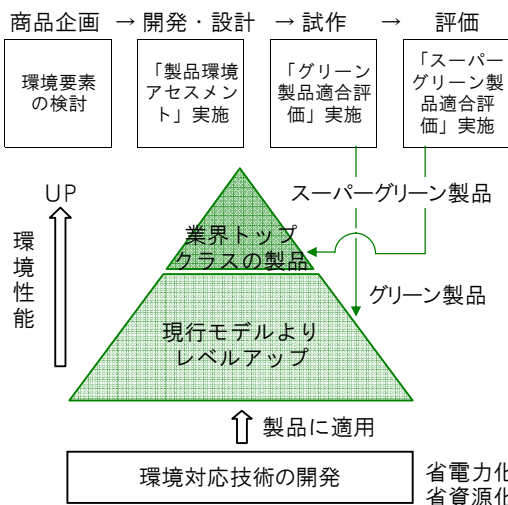 商品企画 → 開発・設計 → 試作 → 評価
環境要素
の検討
「製品環境
アセスメン
ト」実施
「グリーン
製品適合評
価」実施
「スーパー
グリーン製
品適合評
価」実施
UP
環境性能
スーパーグリーン製品
業界トップ
クラスの製品
グリーン製品
現行モデルより
レベルアップ
製品に適用
環境対応技術の開発
省電力化
省資源化